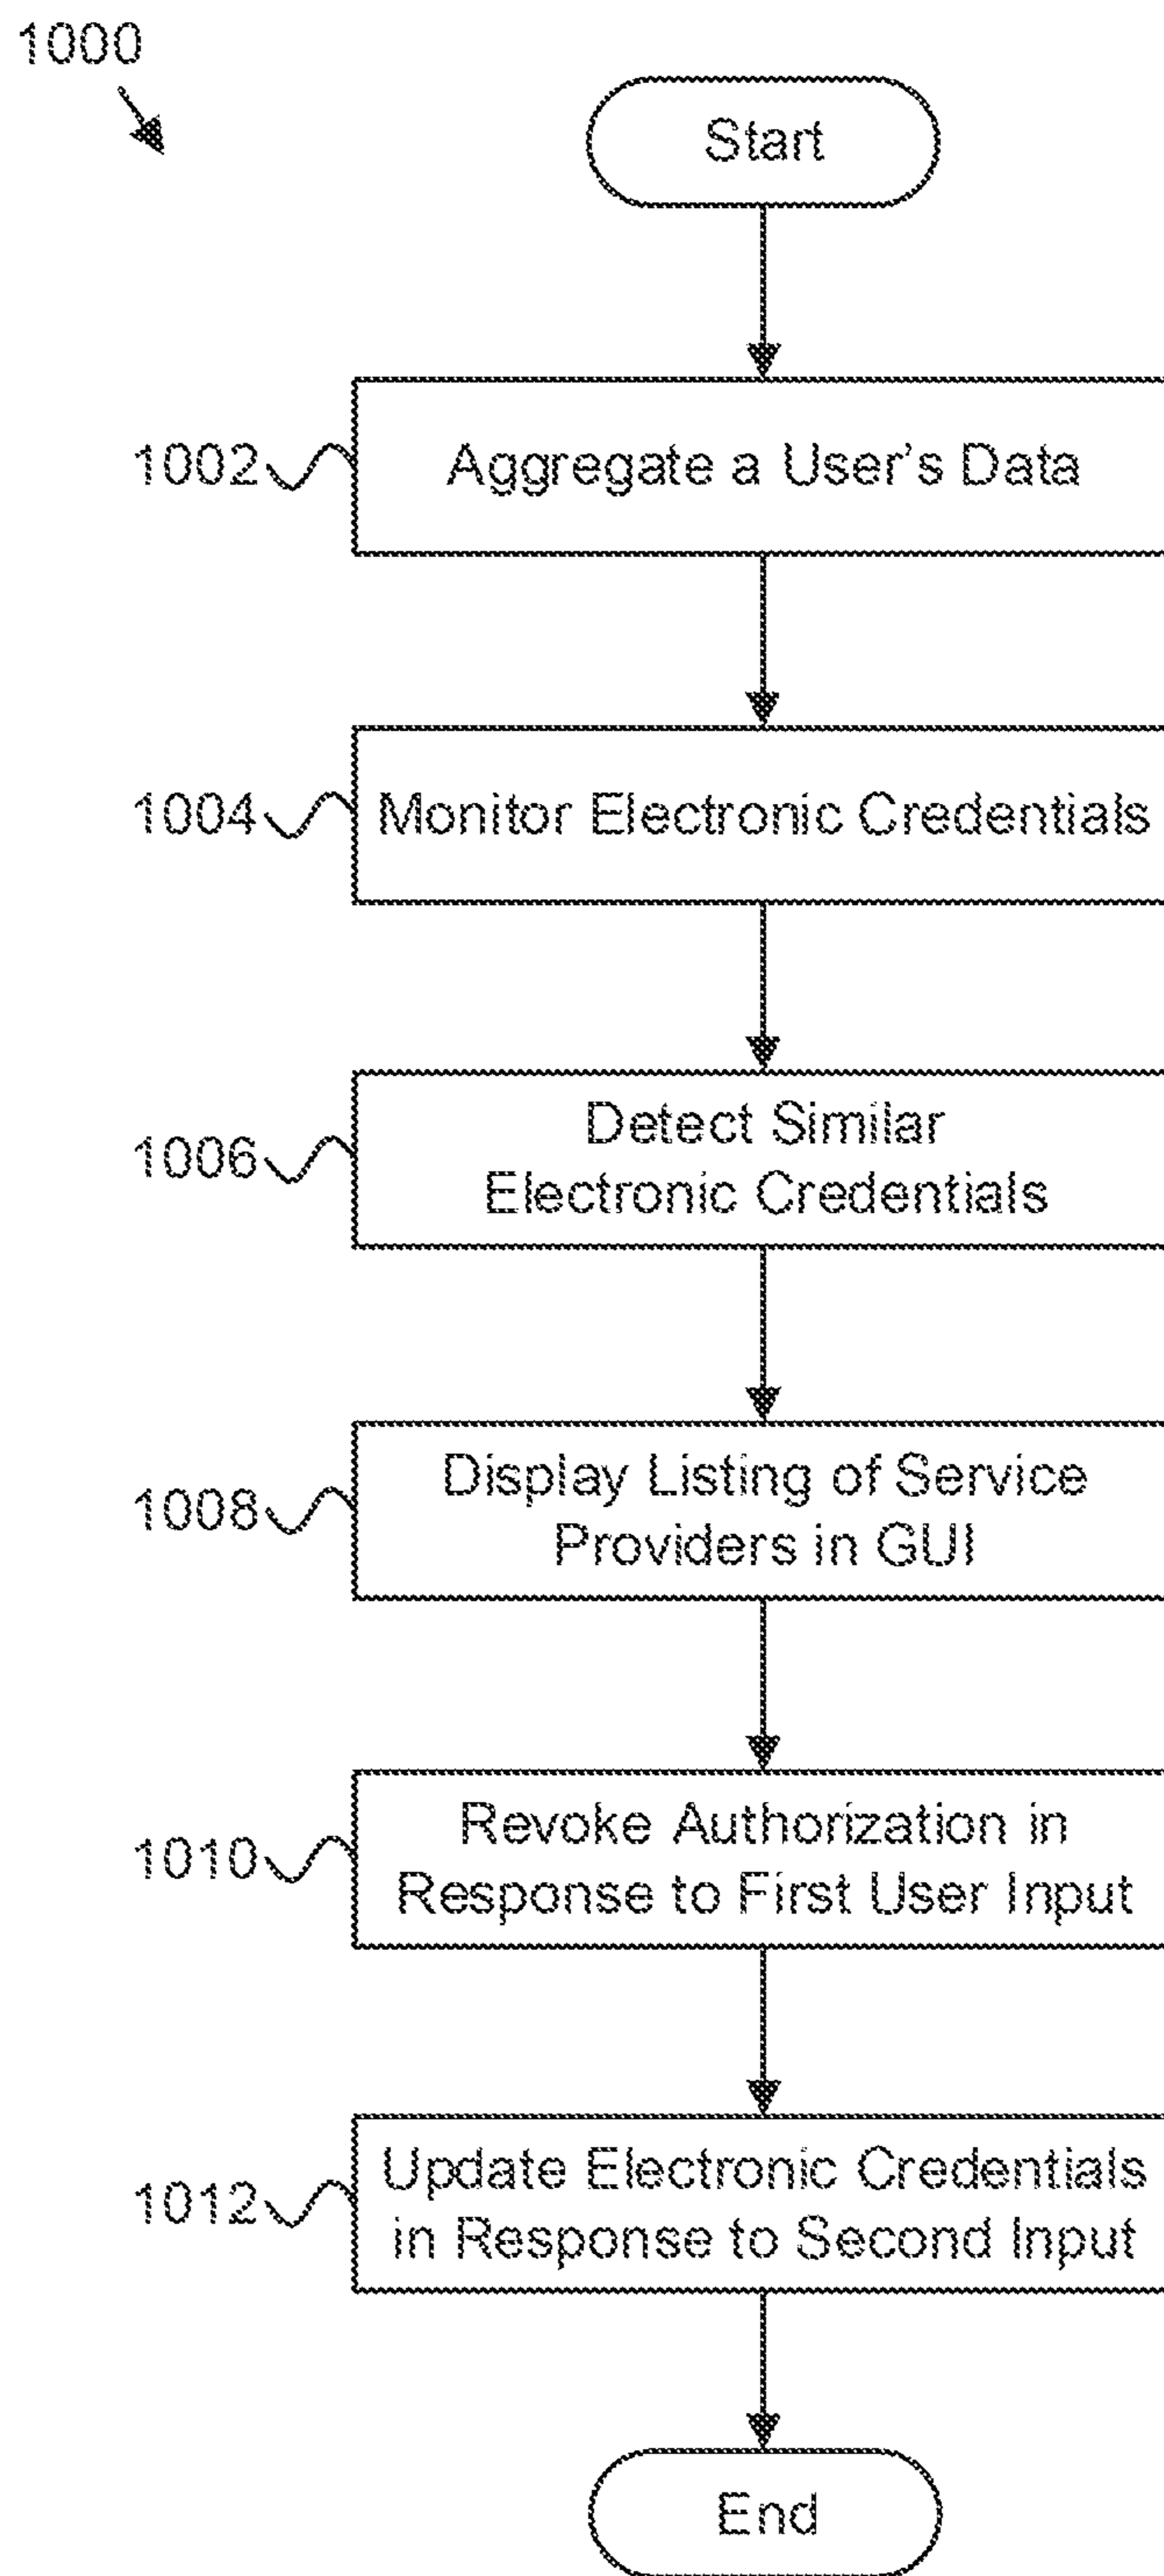 1000
Start
1002
Aggregate a User's Data
1004
Monitor Electronic Credentials
1006
Detect Similar
Electronic Credentials
1008
Display Listing of Service
Providers in GUI
1010
Revoke Authorization in
Response to First User Input
1012
Update Electronic Credentials
in Response to Second Input
End